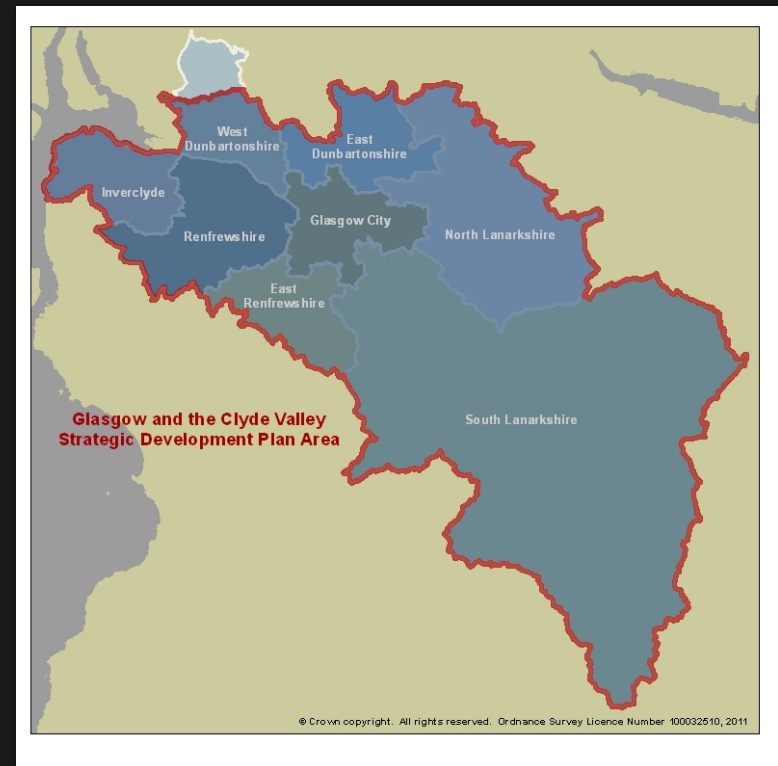 West
Dunbartonshire
East
Dunbartonshire
Inverclyde
Glasgow City
Renfrewshire
North Lanarkshire
East
Renfrewshire
Glasgow and the Clyde Valley
Strategic Development Plan Area
South Lanarkshire
© Crown copyright. All rights reserved. Ordnance Survey Licence Number 100032510, 2011